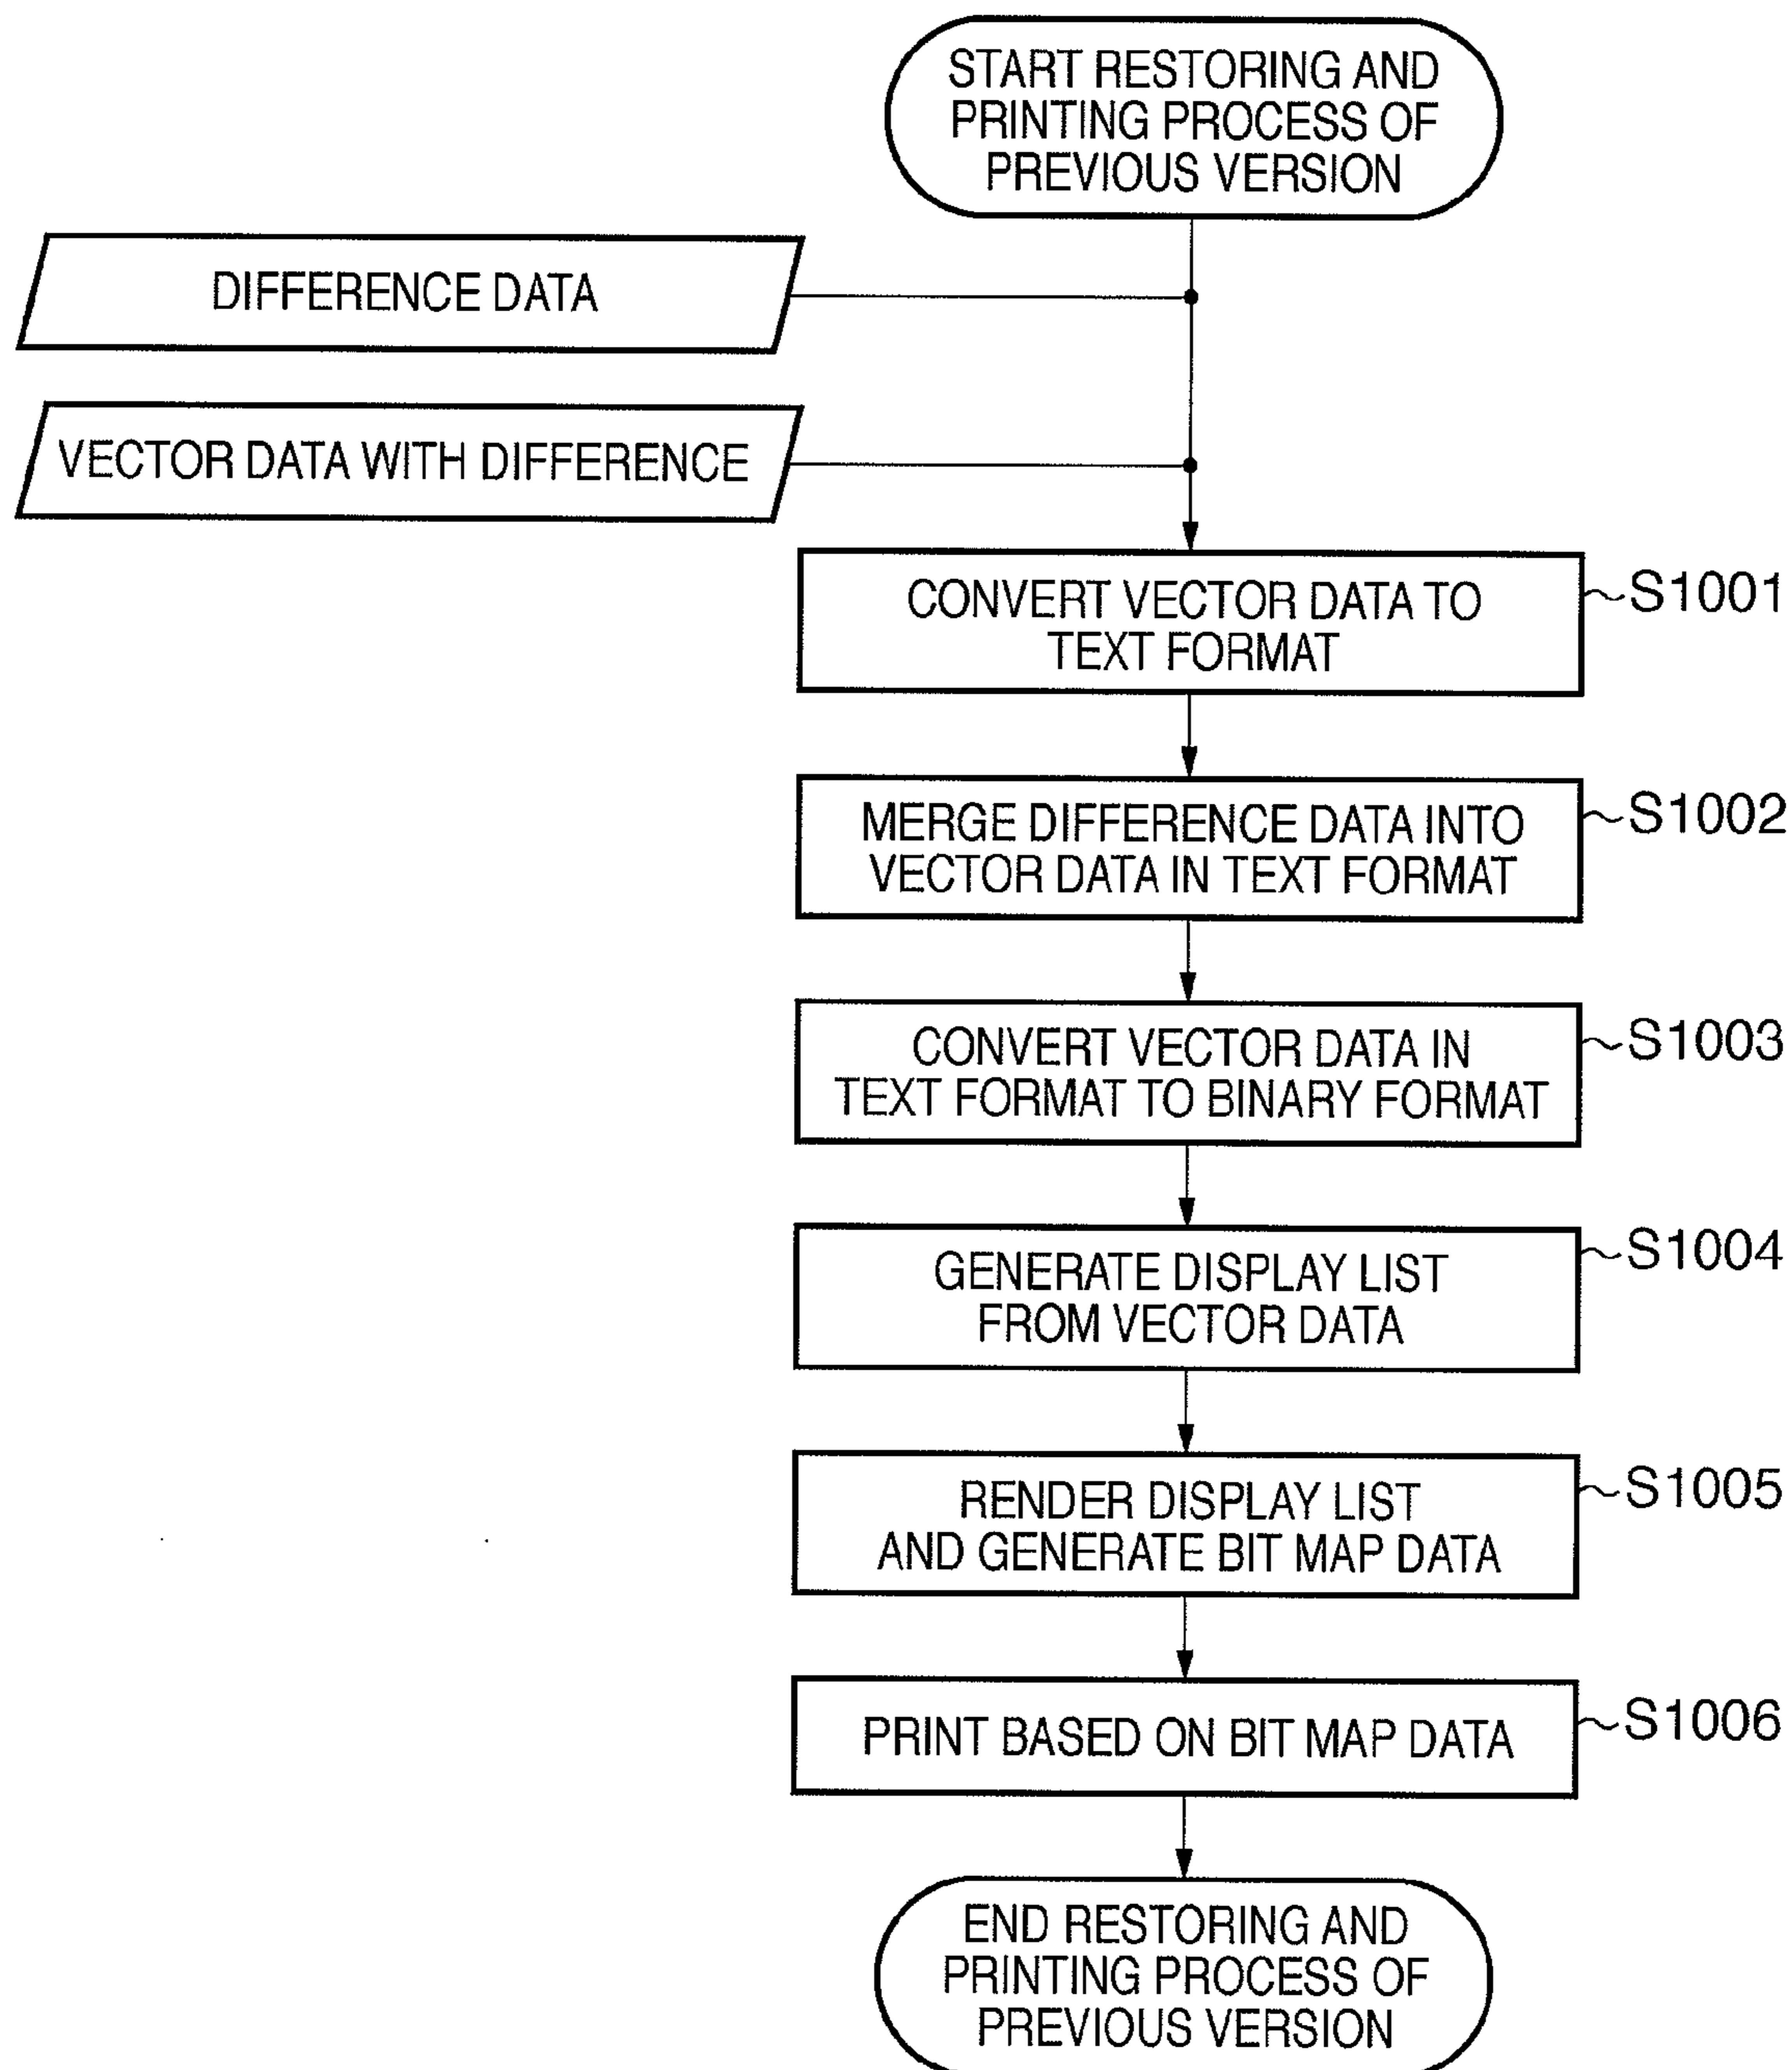 START RESTORING AND
PRINTING PROCESS OF
PREVIOUS VERSION
DIFFERENCE DATA
VECTOR DATA WITH DIFFERENCE
CONVERT VECTOR DATA TO
TEXT FORMAT
S1001
MERGE DIFFERENCE DATA INTO
VECTOR DATA IN TEXT FORMAT
S1002
CONVERT VECTOR DATA IN
TEXT FORMAT TO BINARY FORMAT
S1003
GENERATE DISPLAY LIST
FROM VECTOR DATA
S1004
RENDER DISPLAY LIST
AND GENERATE BIT MAP DATA
S1005
PRINT BASED ON BIT MAP DATA
S1006
END RESTORING AND
PRINTING PROCESS OF
PREVIOUS VERSION